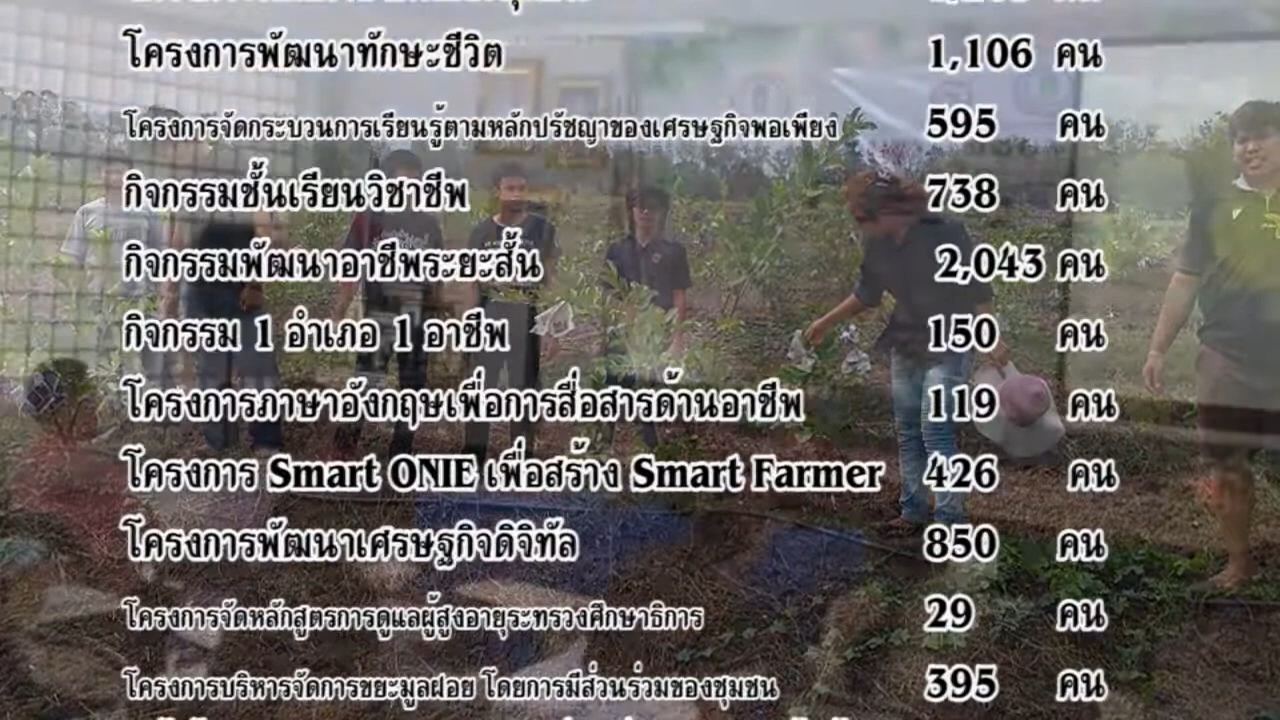 โครงการพัฒนาทักษะชีวิต 1,106 คน
โครงการจัดกระบวนการเรียนรู้ตามหลักปรัชญาของเศรษฐกิจพอเพียง 595 คน
กิจกรรมชั้นเรียนวิชาชีพ 738 คน
กิจกรรมพัฒนาอาชีพระยะสั้น 2,043 คน
กิจกรรม 1 อำเภอ 1 อาชีพ 150 คน
โครงการภาษาอังกฤษเพื่อการสื่อสารด้านอาชีพ 119 คน
โครงการ Smart ONIE เพื่อสร้าง Smart Farmer 426 คน
โครงการพัฒนาเศรษฐกิจดิจิทัล 850 คน
โครงการจัดหลักสูตรการดูแลผู้สูงอายุระทรวงศึกษาธิการ 29 คน
โครงการบริหารจัดการขยะมูลฝอย โดยการมีส่วนร่วมของชุมชน 395 คน